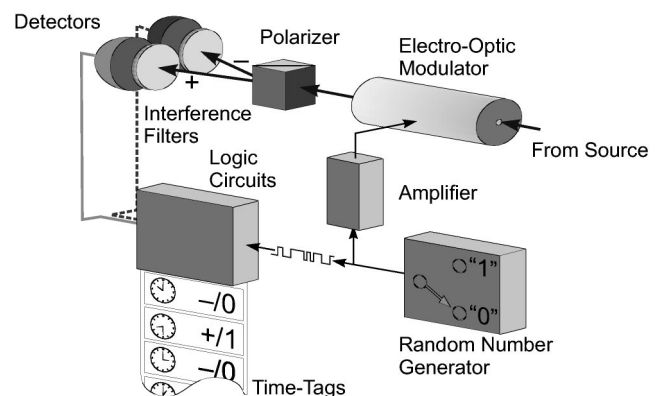 Detectors
Polarizer
Electro-Optic
Modulator
−
+
Interference
Filters
From Source
Logic
Circuits
Amplifier
"1"
"0"
−/0
+/1
−/0
Random Number
Generator
Time-Tags